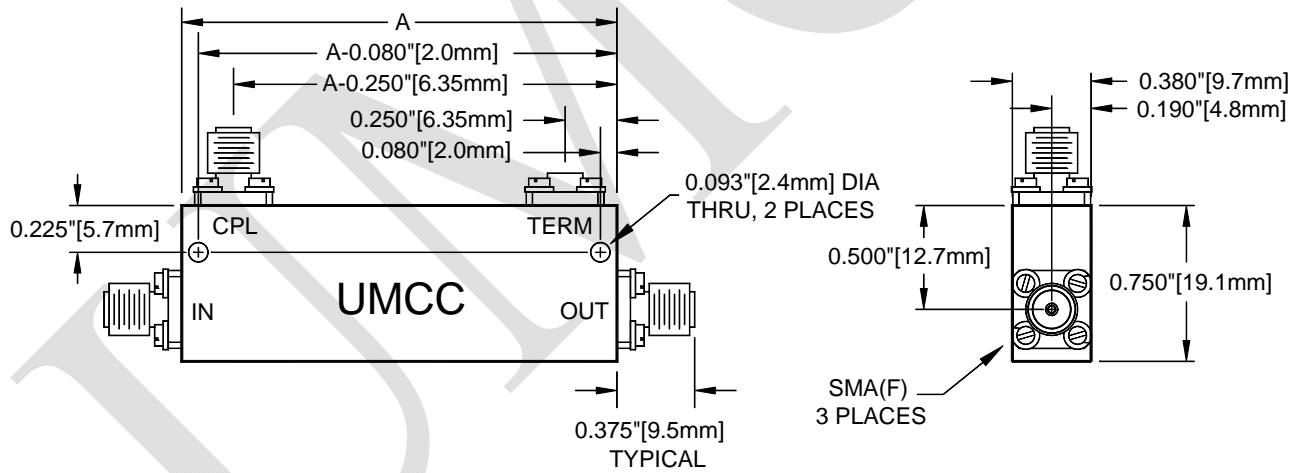 A
A-0.080"[2.0mm]
A-0.250"[6.35mm]
0.250"[6.35mm]
0.080"[2.0mm]
0.093"[2.4mm] DIA
THRU, 2 PLACES
0.225"[5.7mm]
CPL
TERM
IN
UMCC
OUT
0.375"[9.5mm]
TYPICAL
0.380"[9.7mm]
0.190"[4.8mm]
0.500"[12.7mm]
0.750"[19.1mm]
SMA(F)
3 PLACES